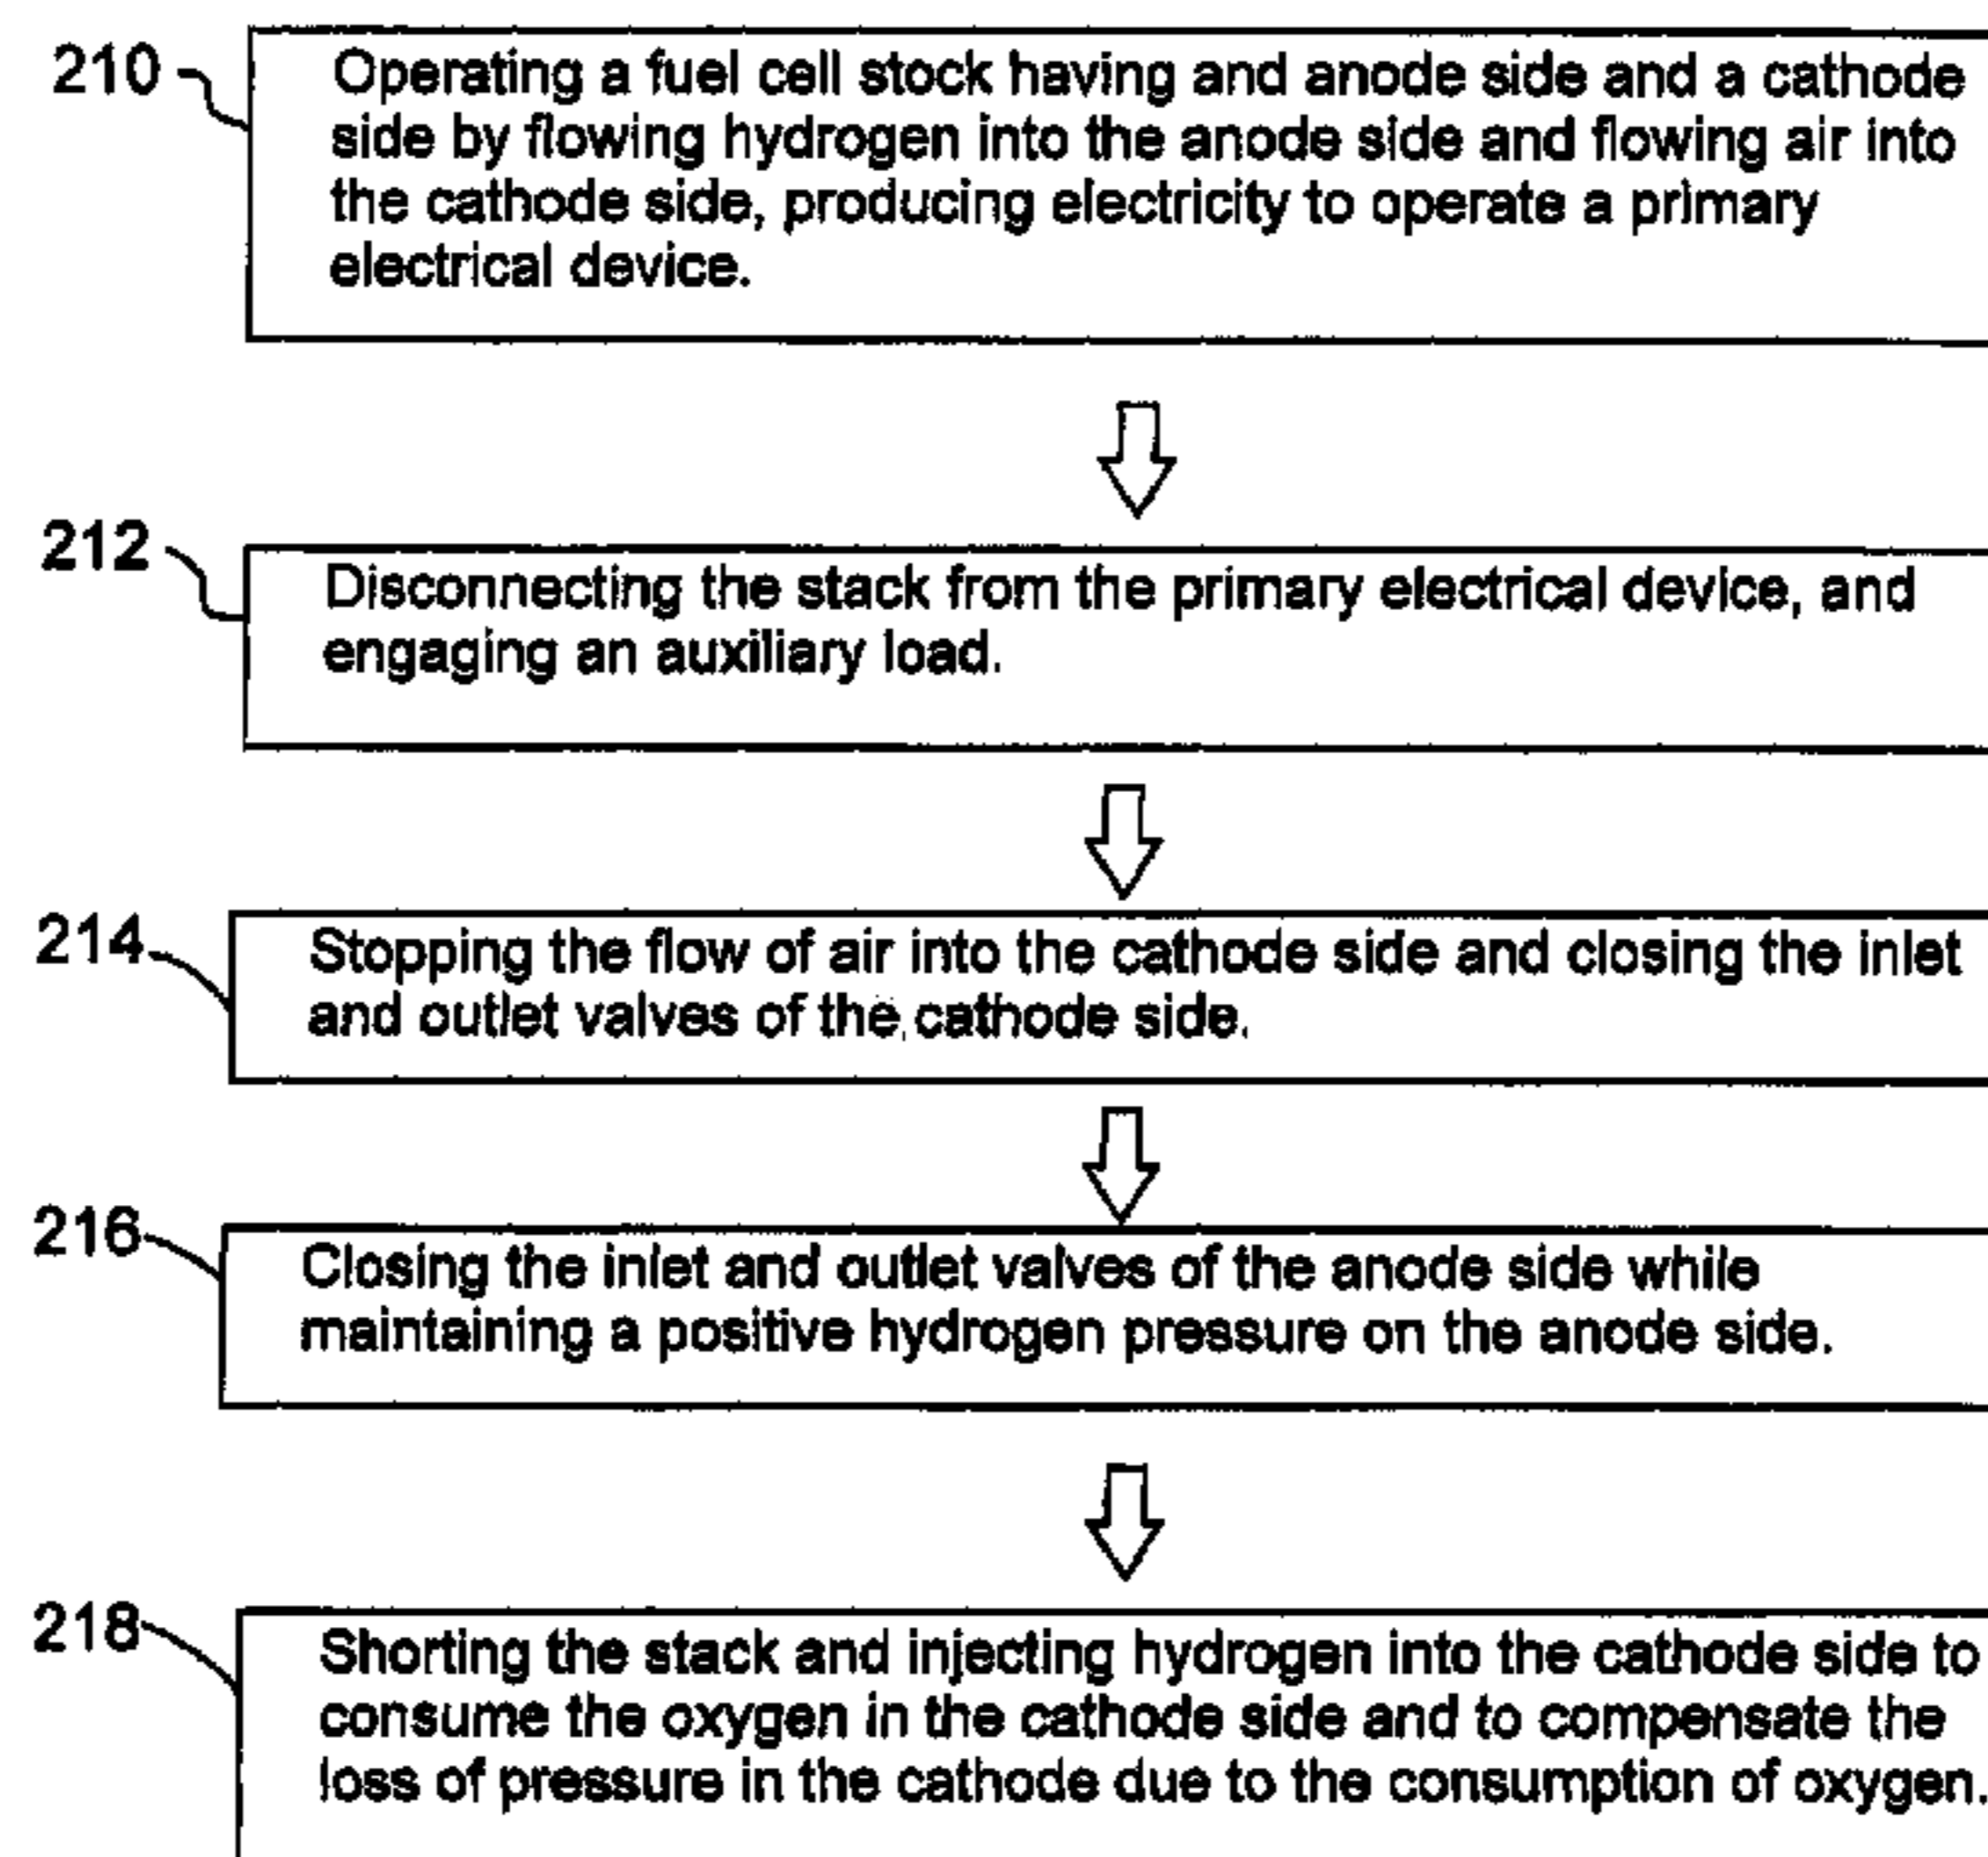 210
Operating a fuel cell stock having and anode side and a cathode
side by flowing hydrogen into the anode side and flowing air into
the cathode side, producing electricity to operate a primary
electrical device.
212
Disconnecting the stack from the primary electrical device, and
engaging an auxiliary load.
214
Stopping the flow of air into the cathode side and closing the inlet
and outlet valves of the cathode side.
216
Closing the inlet and outlet valves of the anode side while
maintaining a positive hydrogen pressure on the anode side.
218
Shorting the stack and injecting hydrogen into the cathode side to
consume the oxygen in the cathode side and to compensate the
loss of pressure in the cathode due to the consumption of oxygen.